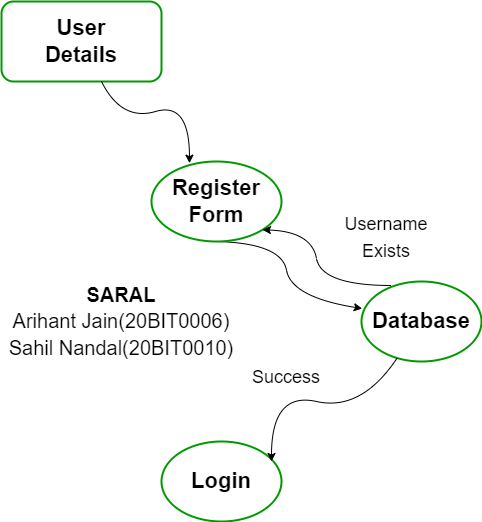 User
Details
Register
Form
Username
Exists
SARAL
Arihant Jain(20BIT0006)
Sahil Nandal(20BIT0010)
Database
Success
Login